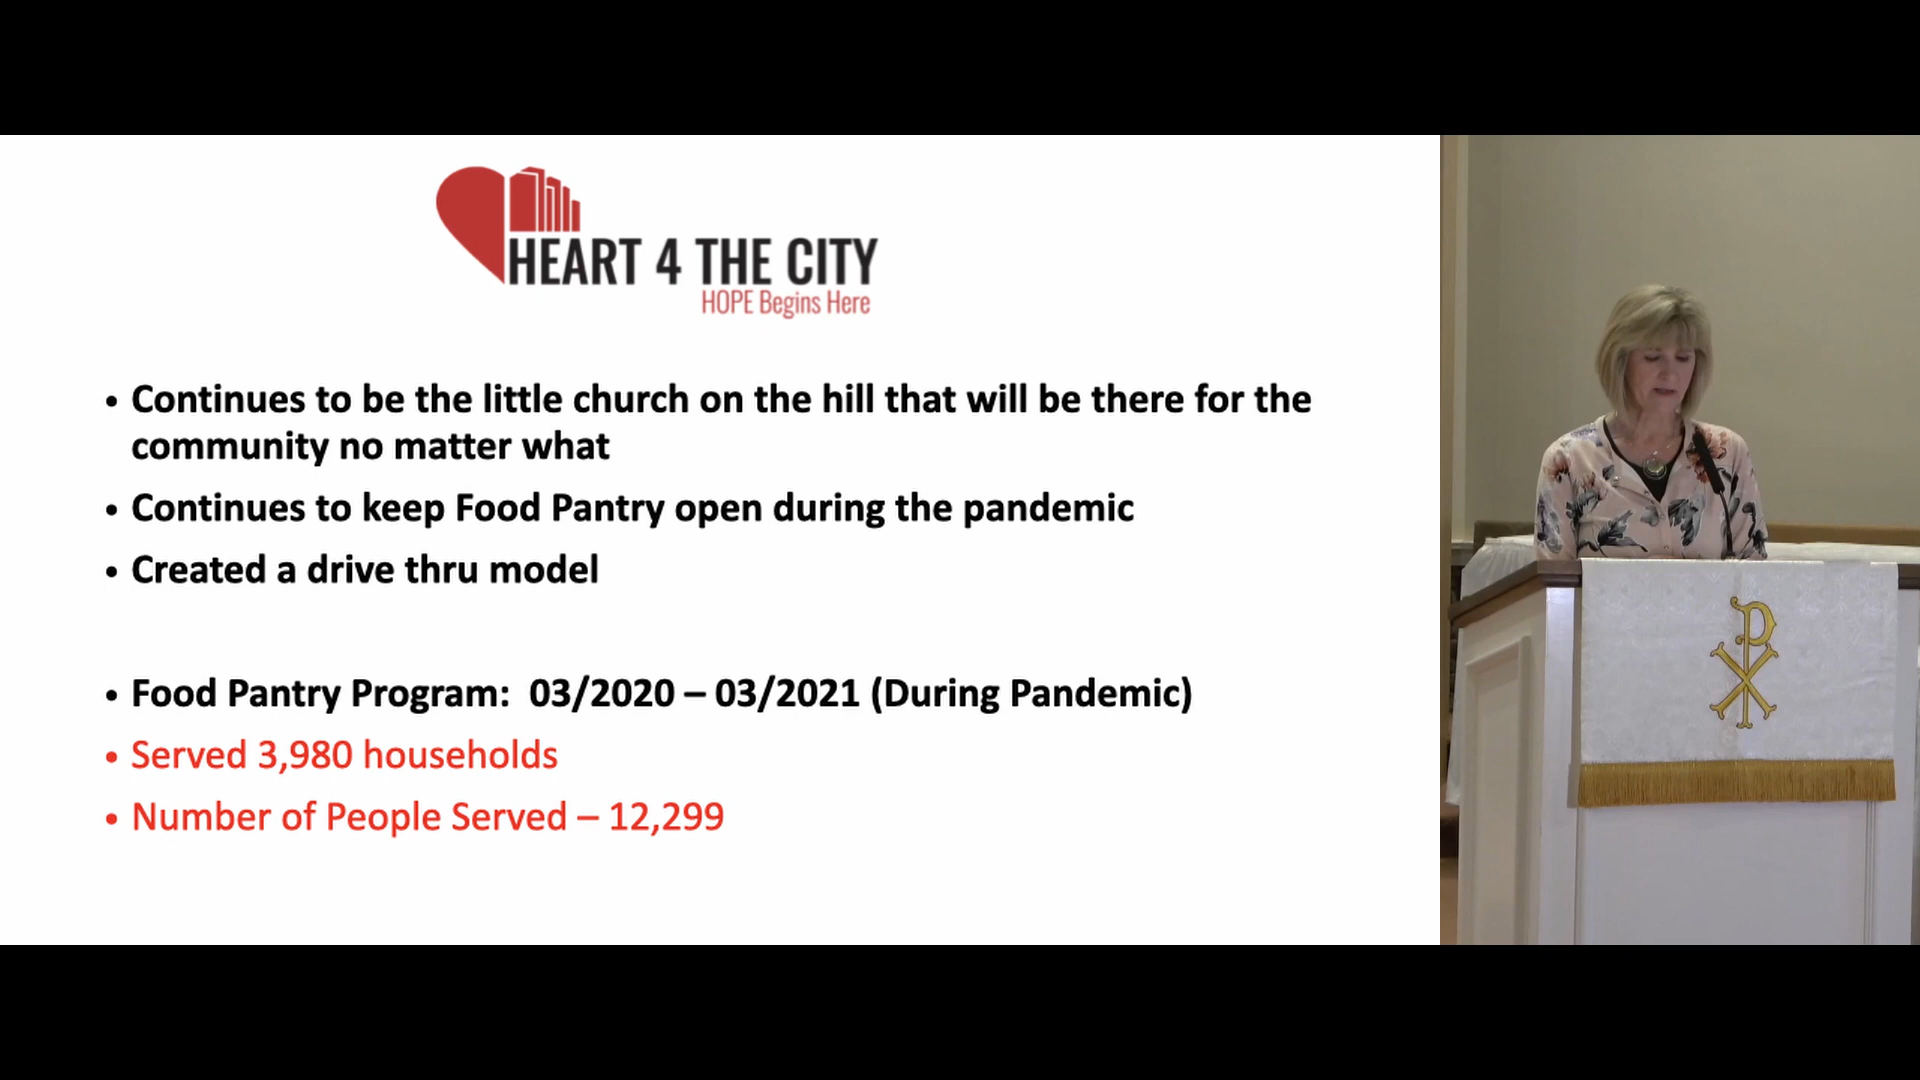 HEART 4 THE CITY
HOPE Begins Here
• Continues to be the little church on the hill that will be there for the
community no matter what
• Continues to keep Food Pantry open during the pandemic
• Created a drive thru model
• Food Pantry Program:  03/2020 – 03/2021 (During Pandemic)
• Served 3,980 households
• Number of People Served – 12,299